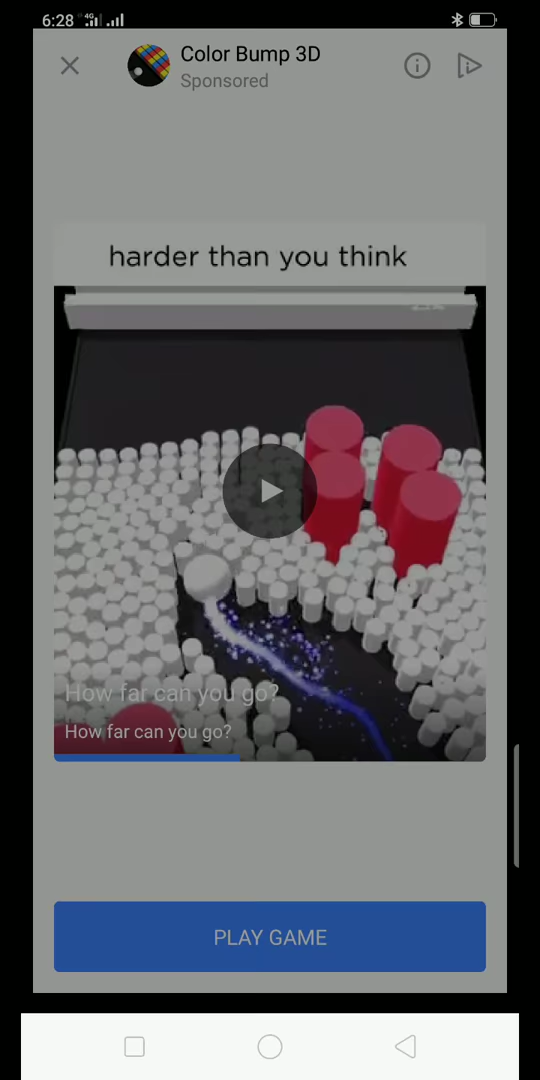 6:28 4G
Color Bump 3D
Sponsored
harder than you think
How far can you go?
How far can you go?
PLAY GAME